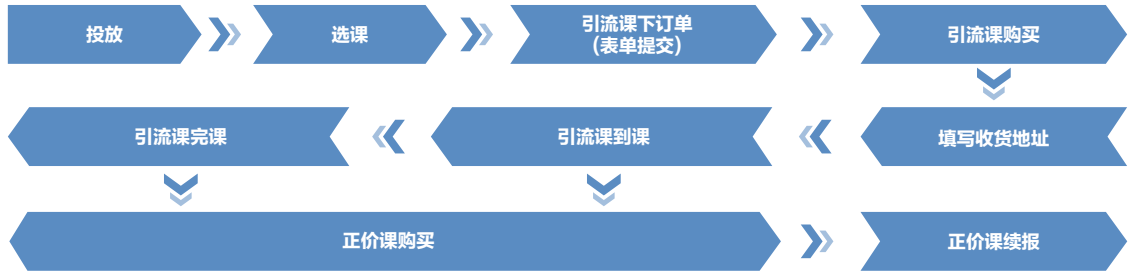 投放
选课
引流课下订单
（表单提交）
引流课购买
填写收货地址
引流课到课
引流课完课
正价课购买
正价课续报